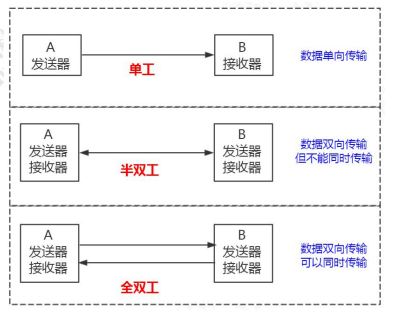 A
发送器
B
接收器
单工
数据单向传输
A
发送器
接收器
B
发送器
接收器
半双工
数据双向传输
但不能同时传输
A
发送器
接收器
B
发送器
接收器
全双工
数据双向传输
可以同时传输